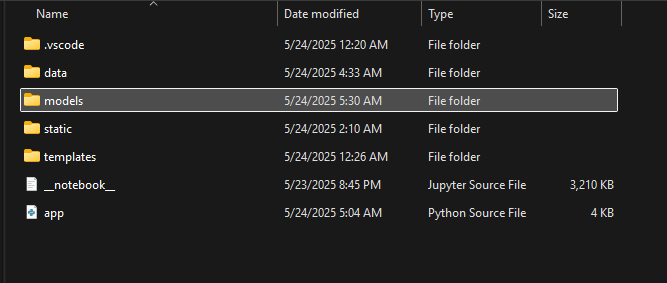 Name Date modified Type Size
.vscode 5/24/2025 12:20 AM File folder
data 5/24/2025 4:33 AM File folder
models 5/24/2025 5:30 AM File folder
static 5/24/2025 2:10 AM File folder
templates 5/24/2025 12:26 AM File folder
__notebook__ 5/23/2025 8:45 PM Jupyter Source File 3,210 KB
app 5/24/2025 5:04 AM Python Source File 4 KB